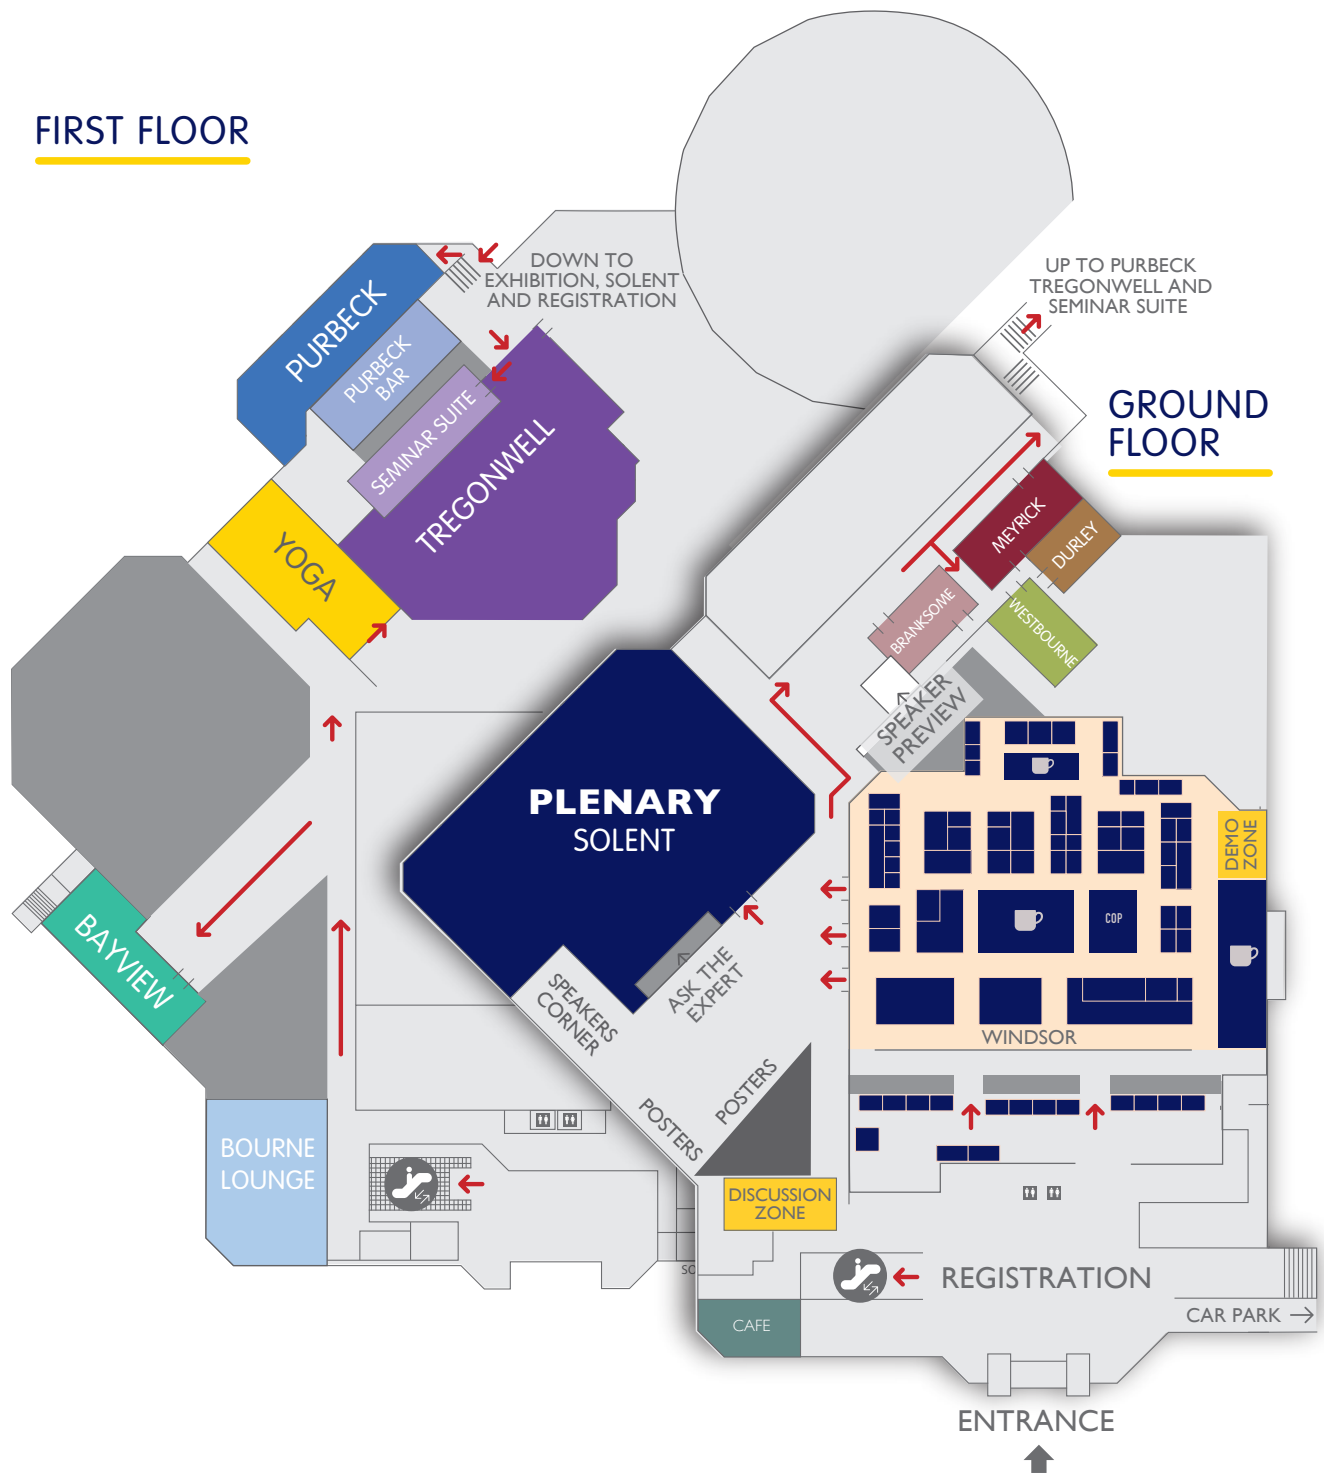 FIRST FLOOR
DOWN TO
EXHIBITION, SOLENT
AND REGISTRATION
UP TO PURBECK
TREGONWELL AND
SEMINAR SUITE
PURBECK
PURBECK
BAR
SEMINAR SUITE
TREGONWELL
YOGA
GROUND
FLOOR
MEYRICK
DURLEY
BRANKSOME
WESTBOURNE
SPEAKER
PREVIEW
PLENARY
SOLENT
DEMO
ZONE
COP
BAYVIEW
ASK THE
EXPERT
SPEAKERS
CORNER
WINDSOR
POSTERS
POSTERS
BOURNE
LOUNGE
DISCUSSION
ZONE
SO
REGISTRATION
CAFE
CAR PARK
ENTRANCE